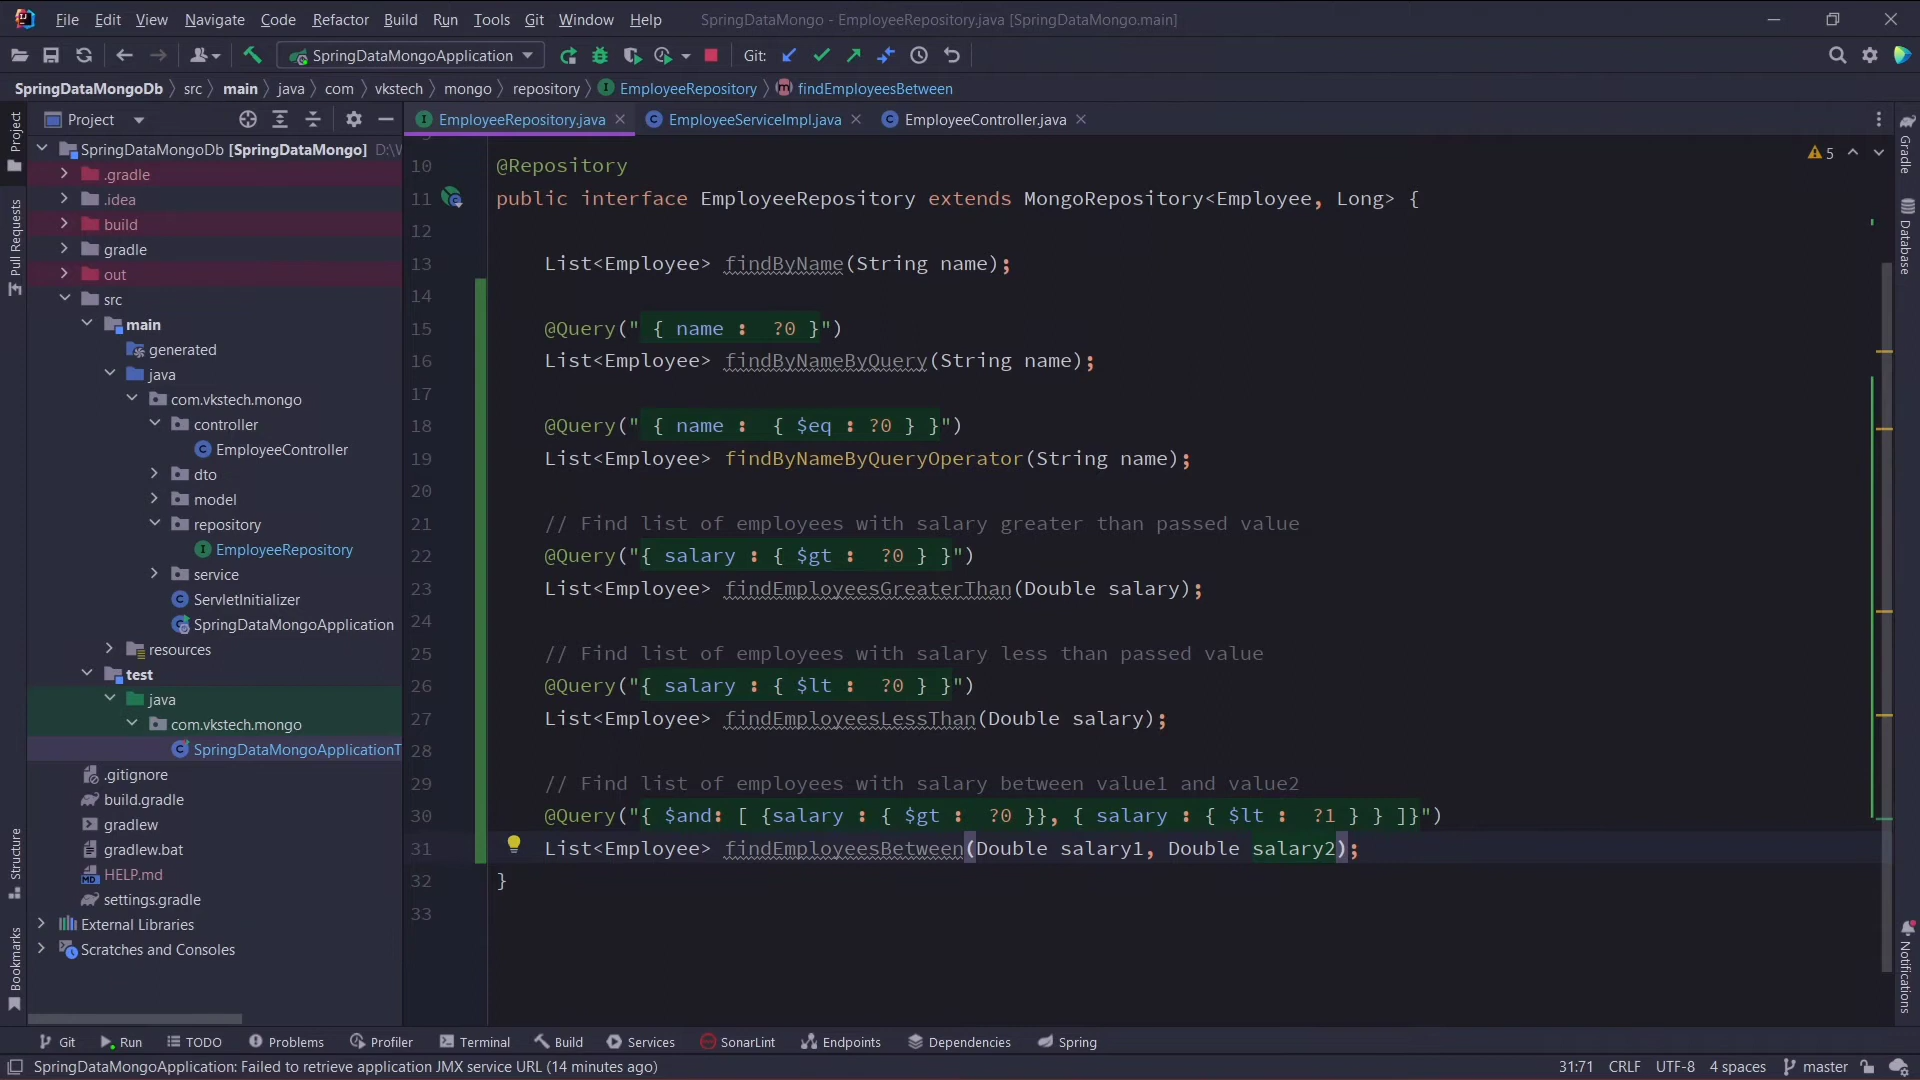 File Edit View Navigate Code Refactor Build Run Tools Git Window Help SpringDataMongo - EmployeeRepository.java [SpringDataMongo.main]
SpringDataMongoApplication Git:
SpringDataMongoDb src main java com vkstech mongo repository EmployeeRepository findEmployeesBetween
Project EmployeeRepository.java EmployeeServiceImpl.java EmployeeController.java
Project
Pull Requests
Structure
Bookmarks
SpringDataMongoDb [SpringDataMongo] D:\
.gradle
.idea
build
gradle
out
src
main
generated
java
com.vkstech.mongo
controller
EmployeeController
dto
model
repository
EmployeeRepository
service
ServletInitializer
SpringDataMongoApplication
resources
test
java
com.vkstech.mongo
SpringDataMongoApplicationT
.gitignore
build.gradle
gradlew
gradlew.bat
HELP.md
settings.gradle
External Libraries
Scratches and Consoles
5
10 @Repository
11 public interface EmployeeRepository extends MongoRepository<Employee, Long> {
12
13 List<Employee> findByName(String name);
14
15 @Query(" { name :  ?0 }")
16 List<Employee> findByNameByQuery(String name);
17
18 @Query(" { name :  { $eq : ?0 } }")
19 List<Employee> findByNameByQueryOperator(String name);
20
21 // Find list of employees with salary greater than passed value
22 @Query("{ salary : { $gt :  ?0 } }")
23 List<Employee> findEmployeesGreaterThan(Double salary);
24
25 // Find list of employees with salary less than passed value
26 @Query("{ salary : { $lt :  ?0 } }")
27 List<Employee> findEmployeesLessThan(Double salary);
28
29 // Find list of employees with salary between value1 and value2
30 @Query("{ $and: [ {salary : { $gt :  ?0 }}, { salary : { $lt :  ?1 } } ]}")
31 List<Employee> findEmployeesBetween(Double salary1, Double salary2);
32 }
33
Gradle
Database
Notifications
Git Run TODO Problems Profiler Terminal Build Services SonarLint Endpoints Dependencies Spring
SpringDataMongoApplication: Failed to retrieve application JMX service URL (14 minutes ago) 31:71 CRLF UTF-8 4 spaces master